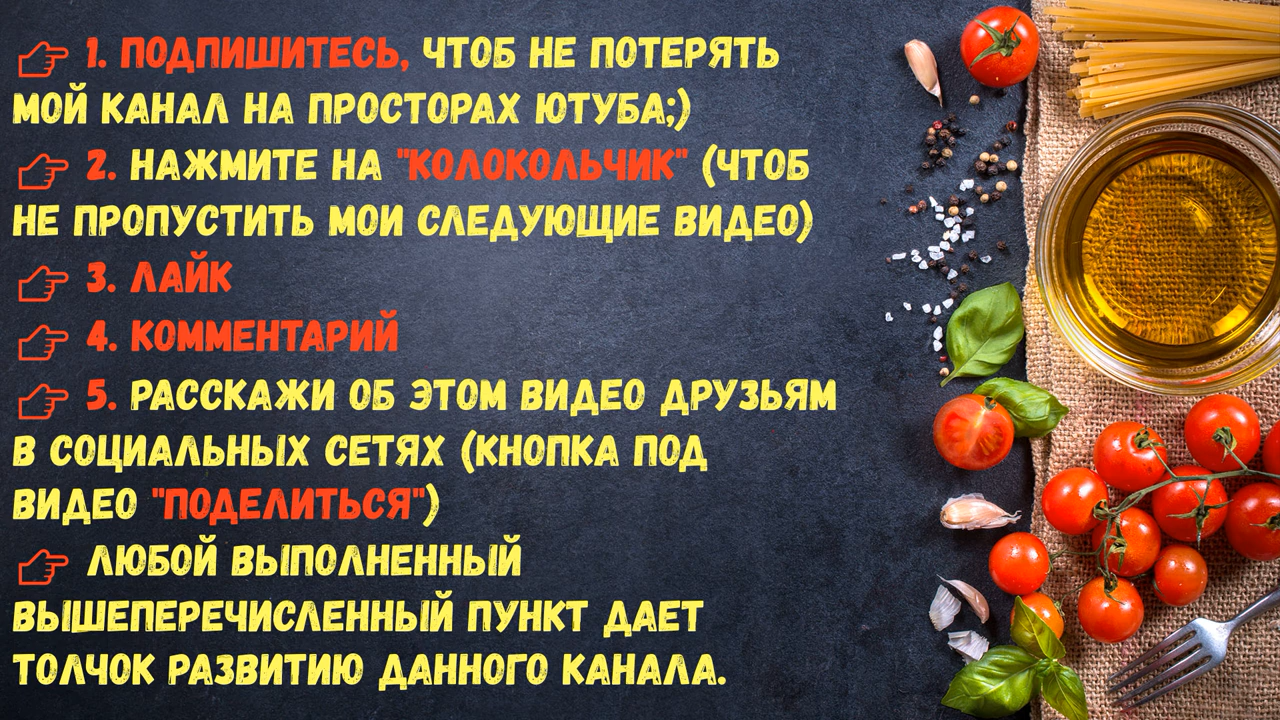 1. ПОДПИШИТЕСЬ, ЧТОБ НЕ ПОТЕРЯТЬ
МОЙ КАНАЛ НА ПРОСТОРАХ ЮТУБА;)
2. НАЖМИТЕ НА "КОЛОКОЛЬЧИК" (ЧТОБ
НЕ ПРОПУСТИТЬ МОИ СЛЕДУЮЩИЕ ВИДЕО)
3. ЛАЙК
4. КОММЕНТАРИЙ
5. РАССКАЖИ ОБ ЭТОМ ВИДЕО ДРУЗЬЯМ
В СОЦИАЛЬНЫХ СЕТЯХ (КНОПКА ПОД
ВИДЕО "ПОДЕЛИТЬСЯ")
ЛЮБОЙ ВЫПОЛНЕННЫЙ
ВЫШЕПЕРЕЧИСЛЕННЫЙ ПУНКТ ДАЕТ
ТОЛЧОК РАЗВИТИЮ ДАННОГО КАНАЛА.